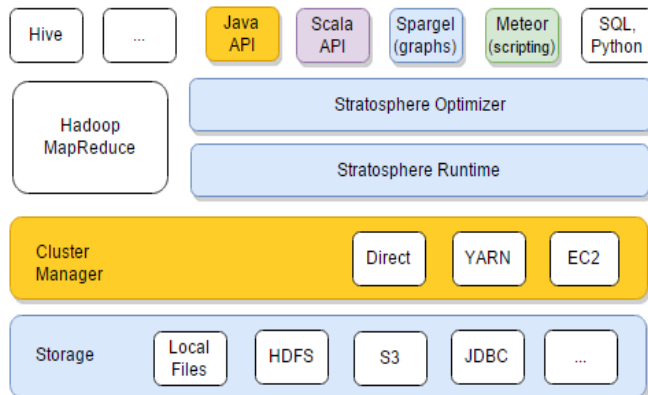 Hive
...
Java
API
Scala
API
Spargel
(graphs)
Meteor
(scripting)
SQL,
Python
Hadoop
MapReduce
Stratosphere Optimizer
Stratosphere Runtime
Cluster
Manager
Direct
YARN
EC2
Storage
Local
Files
HDFS
S3
JDBC
...